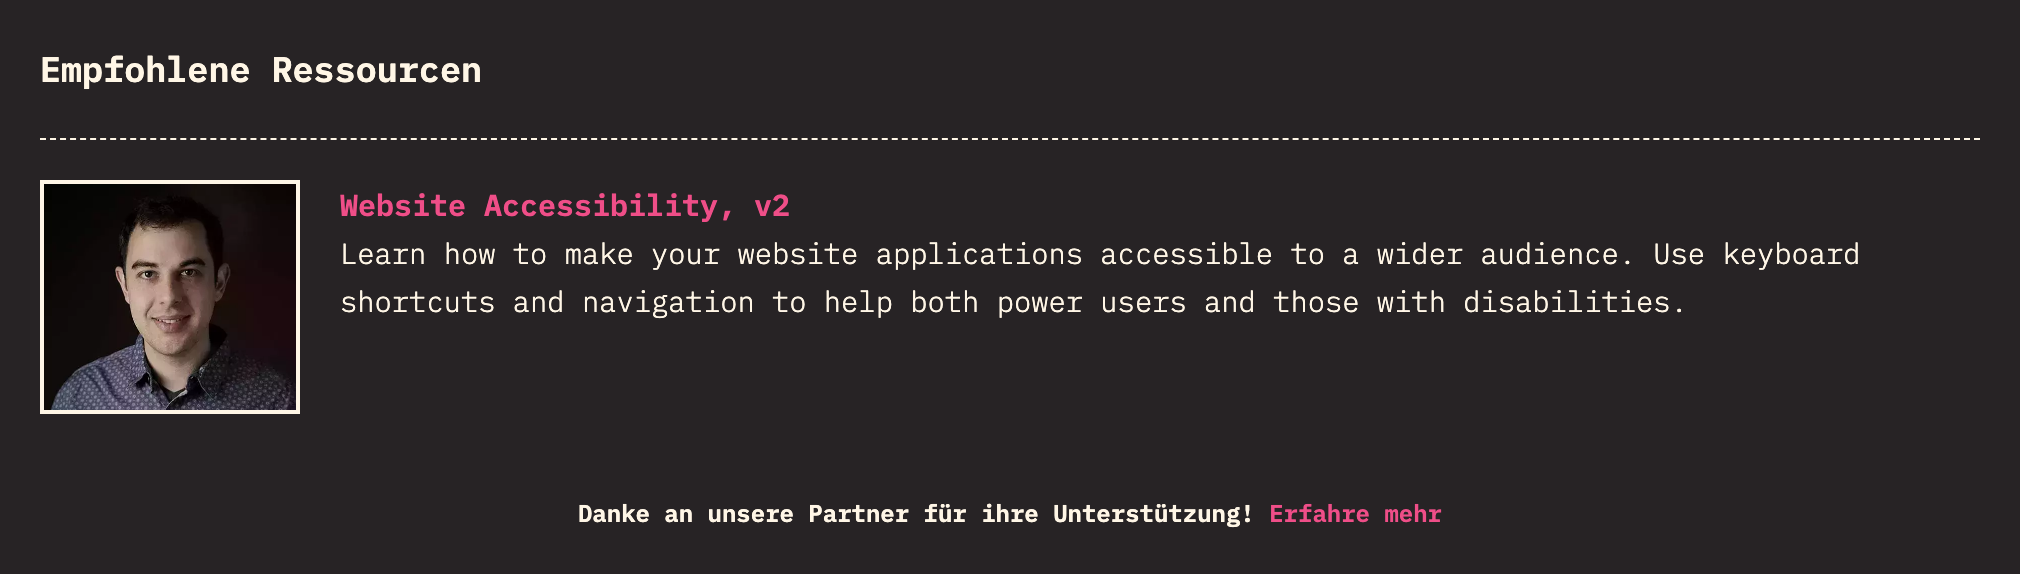 Empfohlene Ressourcen
Website Accessibility, v2
Learn how to make your website applications accessible to a wider audience. Use keyboard
shortcuts and navigation to help both power users and those with disabilities.
Danke an unsere Partner für ihre Unterstützung! Erfahre mehr